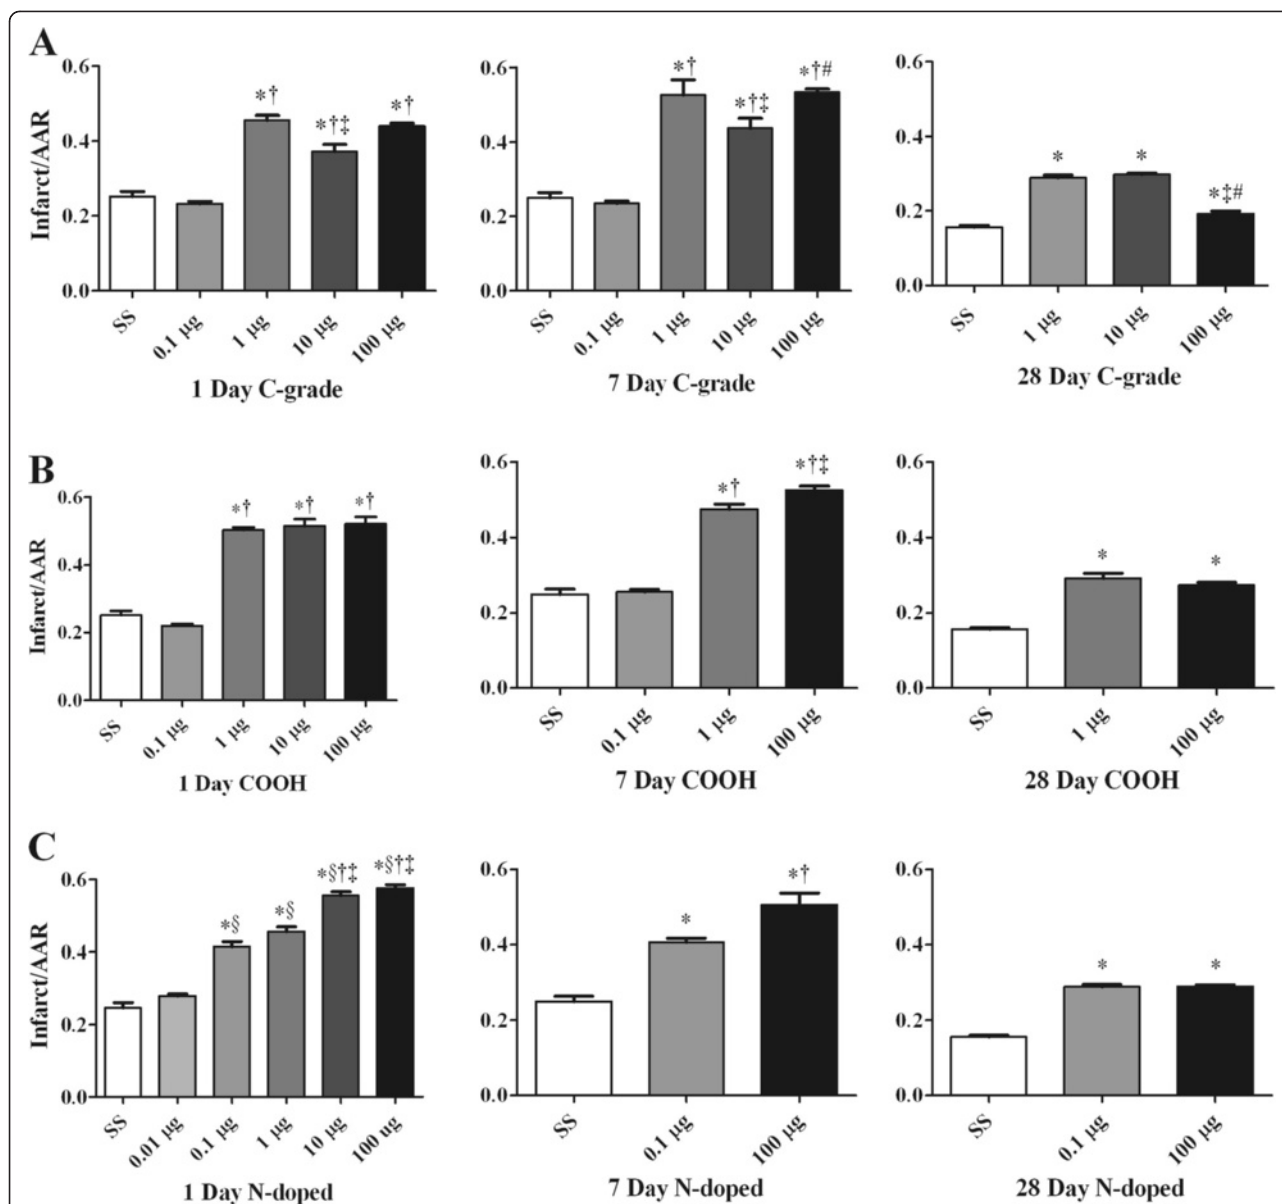 A
Infarct/AAR
0.6
0.4
0.2
0.0
*†
*†‡
*†
SS
0.1 µg
1 µg
10 µg
100 µg
1 Day C-grade
0.6
0.4
0.2
0.0
*†
*†‡
*†#
SS
0.1 µg
1 µg
10 µg
100 µg
7 Day C-grade
0.6
0.4
0.2
0.0
*
*
*‡#
SS
1 µg
10 µg
100 µg
28 Day C-grade
B
Infarct/AAR
0.6
0.4
0.2
0.0
*†
*†
*†
SS
0.1 µg
1 µg
10 µg
100 µg
1 Day COOH
0.6
0.4
0.2
0.0
*†
*†‡
SS
0.1 µg
1 µg
100 µg
7 Day COOH
0.6
0.4
0.2
0.0
*
*
SS
1 µg
100 µg
28 Day COOH
C
Infarct/AAR
0.6
0.4
0.2
0.0
*§
*§
*§†‡
*§†‡
SS
0.01 µg
0.1 µg
1 µg
10 µg
100 ug
1 Day N-doped
0.6
0.4
0.2
0.0
*
*†
SS
0.1 µg
100 µg
7 Day N-doped
0.6
0.4
0.2
0.0
*
*
SS
0.1 µg
100 µg
28 Day N-doped